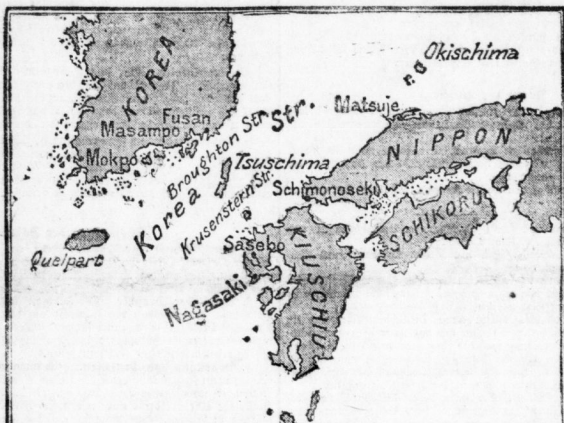 KOREA
Okischima
Fusan
Masampo
Matsuje
Mokpo
Broughton Str.
Korea Str.
NIPPON
Tsuschima
Schimonoseki
Krusenstern Str.
SCHIKORU
Quelpart
Sasebo
KIUSCHIU
Nagasaki